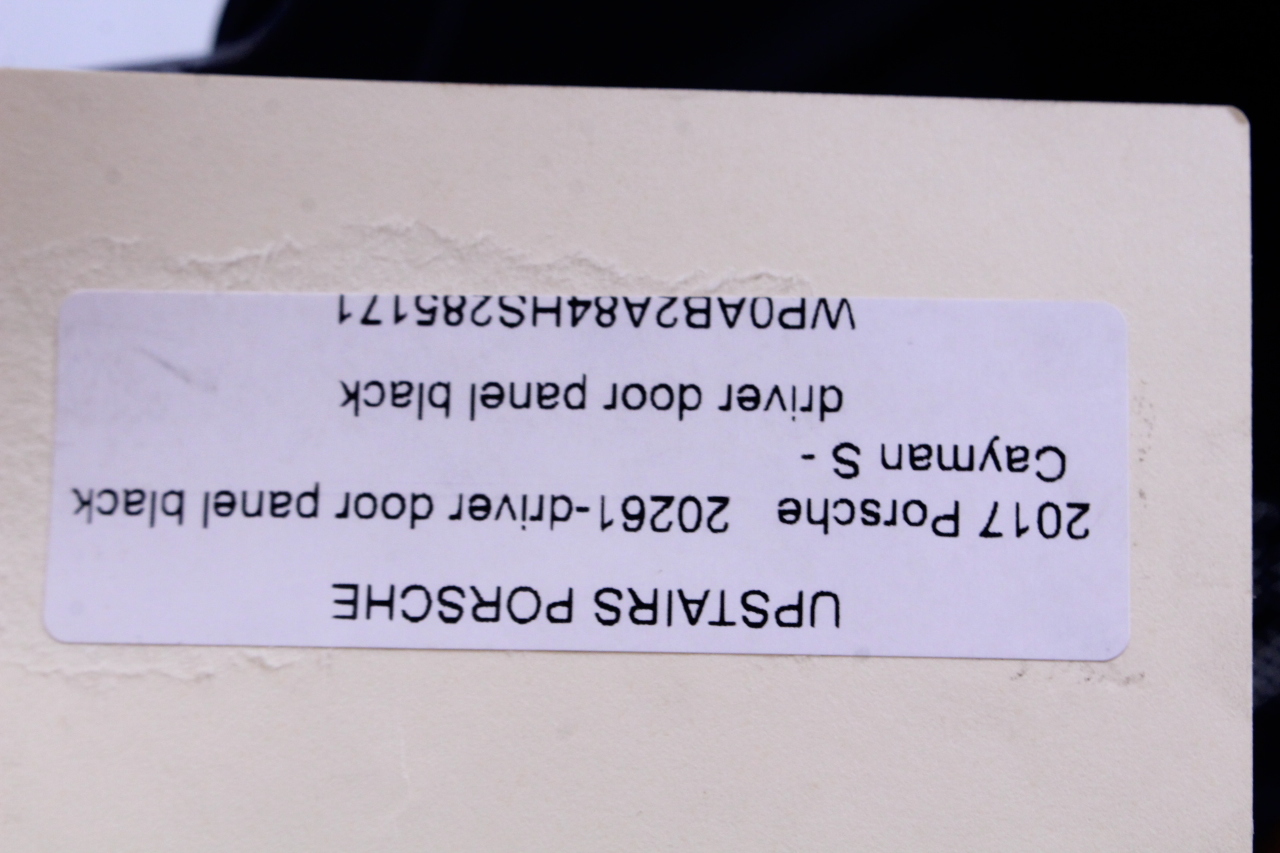 UPSTAIRS PORSCHE
2017 Porsche 20261-driver door panel black
Cayman S -
driver door panel black
WP0AB2A84HS285171